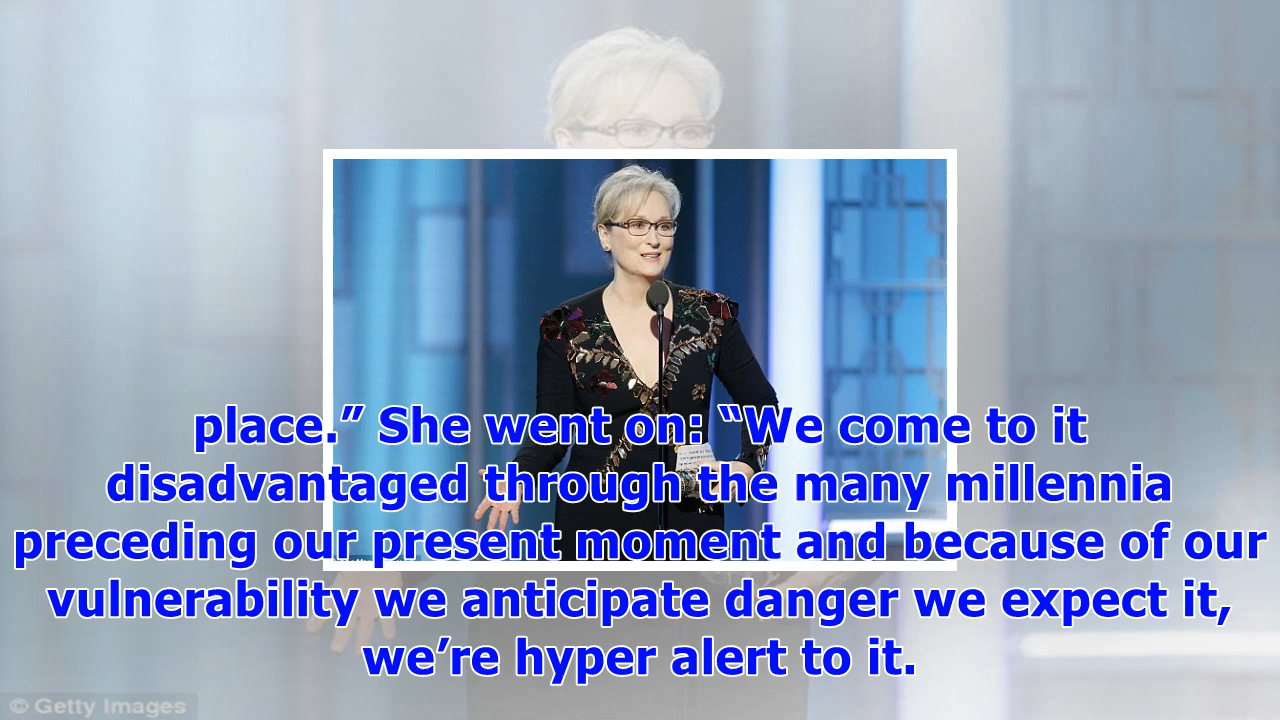 place.” She went on: “We come to it
disadvantaged through the many millennia
preceding our present moment and because of our
vulnerability we anticipate danger we expect it,
we’re hyper alert to it.
© Getty Images